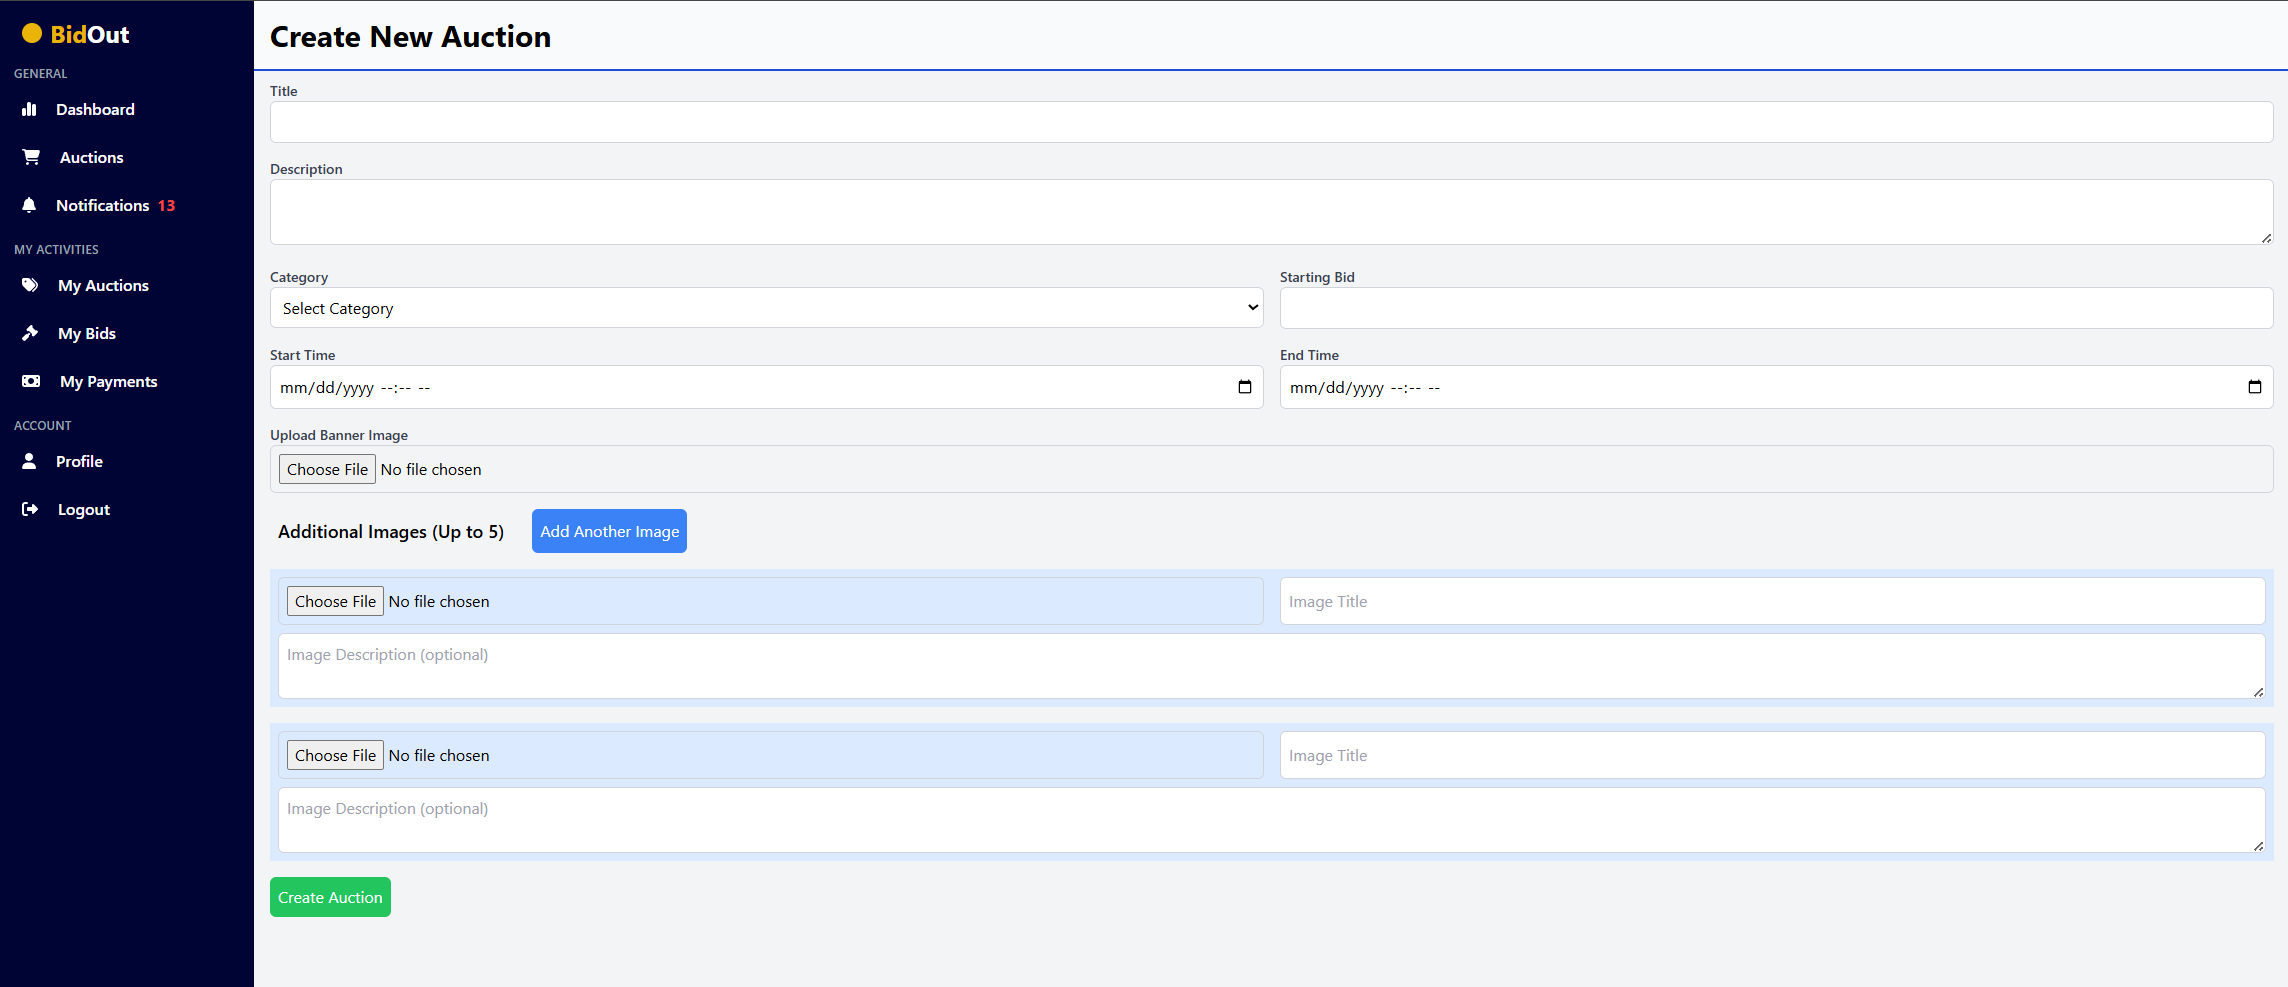 BidOut
GENERAL
Dashboard
Auctions
Notifications 13
MY ACTIVITIES
My Auctions
My Bids
My Payments
ACCOUNT
Profile
Logout
Create New Auction
Title
Description
Category
Select Category
Starting Bid
Start Time
mm/dd/yyyy --:-- --
End Time
mm/dd/yyyy --:-- --
Upload Banner Image
Choose File No file chosen
Additional Images (Up to 5)
Add Another Image
Choose File No file chosen
Image Title
Image Description (optional)
Choose File No file chosen
Image Title
Image Description (optional)
Create Auction